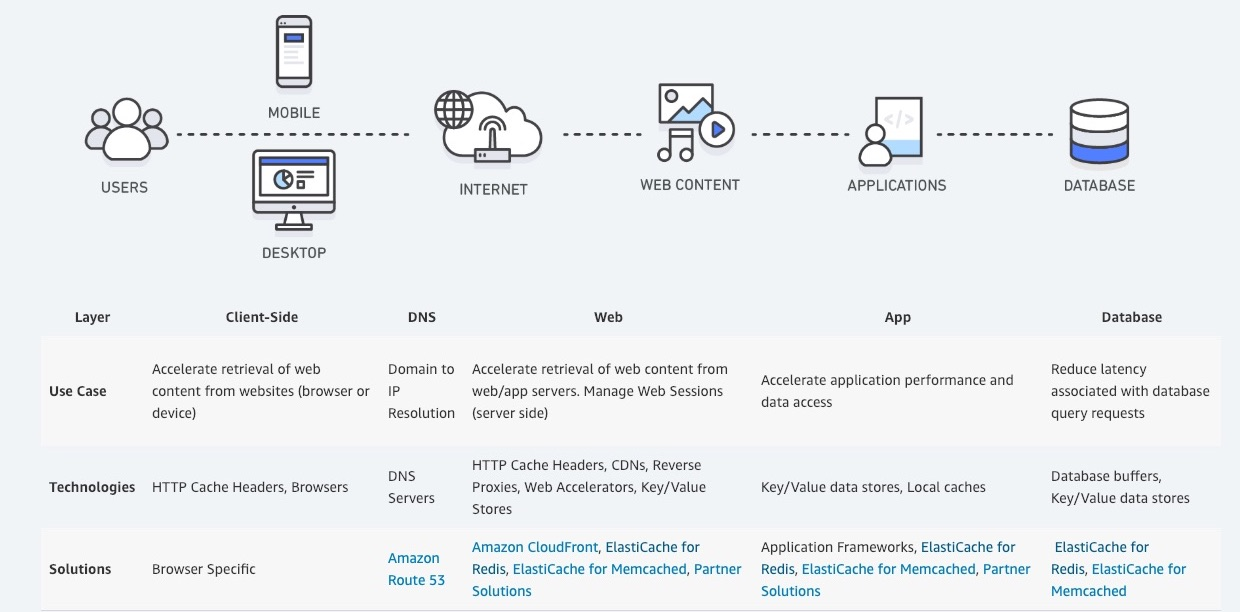 MOBILE
USERS
DESKTOP
INTERNET
WEB CONTENT
</>
APPLICATIONS
DATABASE
Layer
Client-Side
DNS
Web
App
Database
Use Case
Accelerate retrieval of web
content from websites (browser or
device)
Domain to
IP
Resolution
Accelerate retrieval of web content from
web/app servers. Manage Web Sessions
(server side)
Accelerate application performance and
data access
Reduce latency
associated with database
query requests
Technologies
HTTP Cache Headers, Browsers
DNS
Servers
HTTP Cache Headers, CDNs, Reverse
Proxies, Web Accelerators, Key/Value
Stores
Key/Value data stores, Local caches
Database buffers,
Key/Value data stores
Solutions
Browser Specific
Amazon
Route 53
Amazon CloudFront, ElastiCache for
Redis, ElastiCache for Memcached, Partner
Solutions
Application Frameworks, ElastiCache for
Redis, ElastiCache for Memcached, Partner
Solutions
ElastiCache for
Redis, ElastiCache for
Memcached